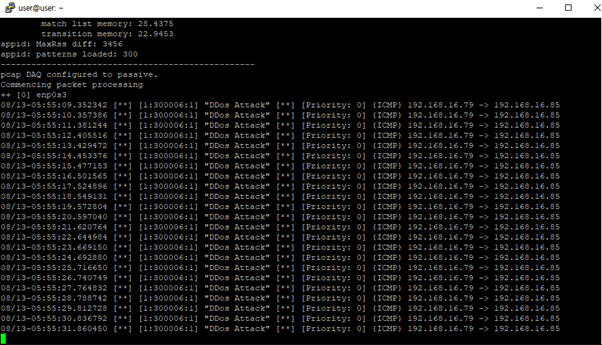 user@user: ~
match list memory: 28.4375
transition memory: 22.9453
appid: MaxRss diff: 3456
appid: patterns loaded: 300
--------------------------------------------------
pcap DAQ configured to passive.
Commencing packet processing
++ [0] enp0s3
08/13-05:55:09.352342 [**] [1:300006:1] "DDos Attack" [**] [Priority: 0] {ICMP} 192.168.16.79 -> 192.168.16.85
08/13-05:55:10.357386 [**] [1:300006:1] "DDos Attack" [**] [Priority: 0] {ICMP} 192.168.16.79 -> 192.168.16.85
08/13-05:55:11.381244 [**] [1:300006:1] "DDos Attack" [**] [Priority: 0] {ICMP} 192.168.16.79 -> 192.168.16.85
08/13-05:55:12.405516 [**] [1:300006:1] "DDos Attack" [**] [Priority: 0] {ICMP} 192.168.16.79 -> 192.168.16.85
08/13-05:55:13.429472 [**] [1:300006:1] "DDos Attack" [**] [Priority: 0] {ICMP} 192.168.16.79 -> 192.168.16.85
08/13-05:55:14.453376 [**] [1:300006:1] "DDos Attack" [**] [Priority: 0] {ICMP} 192.168.16.79 -> 192.168.16.85
08/13-05:55:15.477153 [**] [1:300006:1] "DDos Attack" [**] [Priority: 0] {ICMP} 192.168.16.79 -> 192.168.16.85
08/13-05:55:16.501565 [**] [1:300006:1] "DDos Attack" [**] [Priority: 0] {ICMP} 192.168.16.79 -> 192.168.16.85
08/13-05:55:17.524896 [**] [1:300006:1] "DDos Attack" [**] [Priority: 0] {ICMP} 192.168.16.79 -> 192.168.16.85
08/13-05:55:18.549131 [**] [1:300006:1] "DDos Attack" [**] [Priority: 0] {ICMP} 192.168.16.79 -> 192.168.16.85
08/13-05:55:19.572804 [**] [1:300006:1] "DDos Attack" [**] [Priority: 0] {ICMP} 192.168.16.79 -> 192.168.16.85
08/13-05:55:20.597040 [**] [1:300006:1] "DDos Attack" [**] [Priority: 0] {ICMP} 192.168.16.79 -> 192.168.16.85
08/13-05:55:21.620764 [**] [1:300006:1] "DDos Attack" [**] [Priority: 0] {ICMP} 192.168.16.79 -> 192.168.16.85
08/13-05:55:22.644984 [**] [1:300006:1] "DDos Attack" [**] [Priority: 0] {ICMP} 192.168.16.79 -> 192.168.16.85
08/13-05:55:23.669150 [**] [1:300006:1] "DDos Attack" [**] [Priority: 0] {ICMP} 192.168.16.79 -> 192.168.16.85
08/13-05:55:24.692880 [**] [1:300006:1] "DDos Attack" [**] [Priority: 0] {ICMP} 192.168.16.79 -> 192.168.16.85
08/13-05:55:25.716650 [**] [1:300006:1] "DDos Attack" [**] [Priority: 0] {ICMP} 192.168.16.79 -> 192.168.16.85
08/13-05:55:26.740749 [**] [1:300006:1] "DDos Attack" [**] [Priority: 0] {ICMP} 192.168.16.79 -> 192.168.16.85
08/13-05:55:27.764832 [**] [1:300006:1] "DDos Attack" [**] [Priority: 0] {ICMP} 192.168.16.79 -> 192.168.16.85
08/13-05:55:28.788742 [**] [1:300006:1] "DDos Attack" [**] [Priority: 0] {ICMP} 192.168.16.79 -> 192.168.16.85
08/13-05:55:29.812728 [**] [1:300006:1] "DDos Attack" [**] [Priority: 0] {ICMP} 192.168.16.79 -> 192.168.16.85
08/13-05:55:30.836792 [**] [1:300006:1] "DDos Attack" [**] [Priority: 0] {ICMP} 192.168.16.79 -> 192.168.16.85
08/13-05:55:31.860450 [**] [1:300006:1] "DDos Attack" [**] [Priority: 0] {ICMP} 192.168.16.79 -> 192.168.16.85